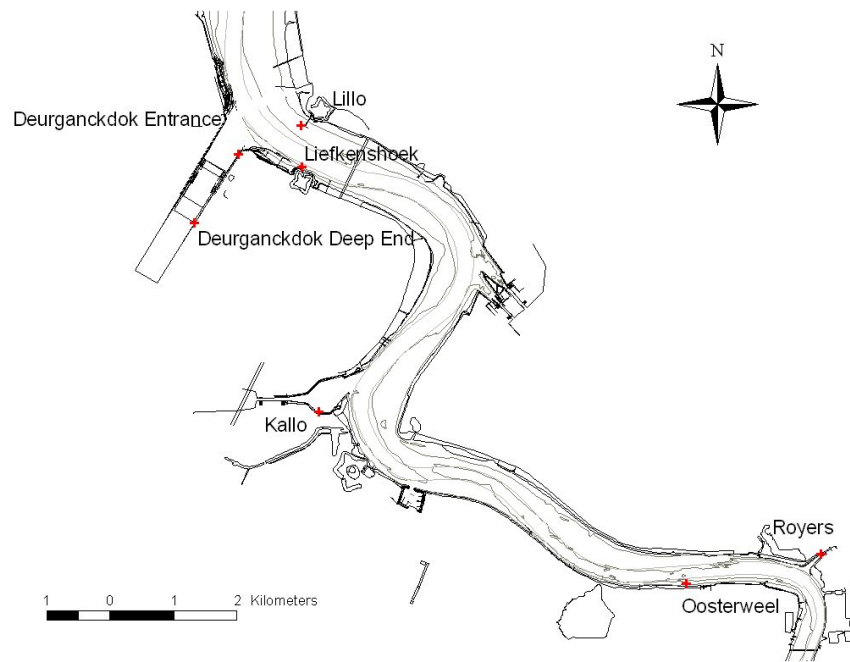 N
Lillo
Deurganckdok Entrance
Liefkenshoek
Deurganckdok Deep End
Kallo
Royers
Oosterweel
1 0 1 2 Kilometers